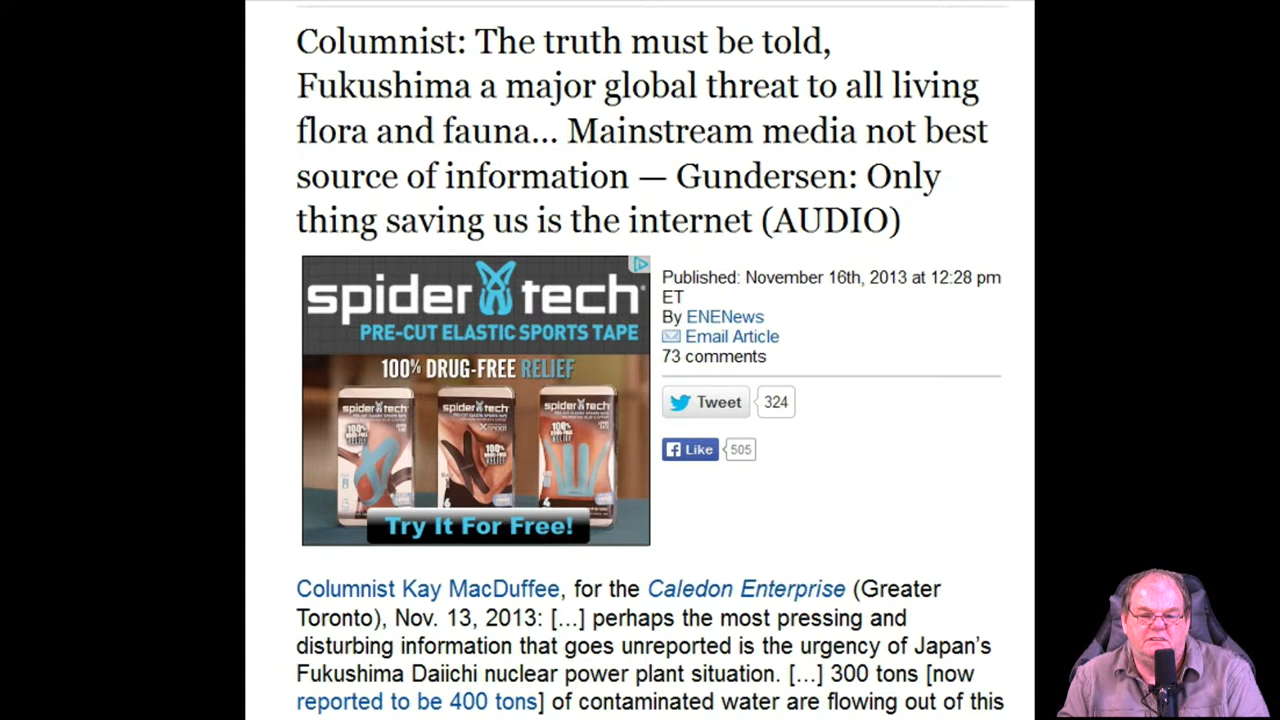 Columnist: The truth must be told,
Fukushima a major global threat to all living
flora and fauna… Mainstream media not best
source of information — Gundersen: Only
thing saving us is the internet (AUDIO)
spider tech
PRE-CUT ELASTIC SPORTS TAPE
100% DRUG-FREE RELIEF
spider tech
spider tech
spider tech
Try It For Free!
Published: November 16th, 2013 at 12:28 pm
ET
By ENENews
Email Article
73 comments
Tweet 324
Like 505
Columnist Kay MacDuffee, for the Caledon Enterprise (Greater
Toronto), Nov. 13, 2013: [...] perhaps the most pressing and
disturbing information that goes unreported is the urgency of Japan’s
Fukushima Daiichi nuclear power plant situation. [...] 300 tons [now
reported to be 400 tons] of contaminated water are flowing out of this